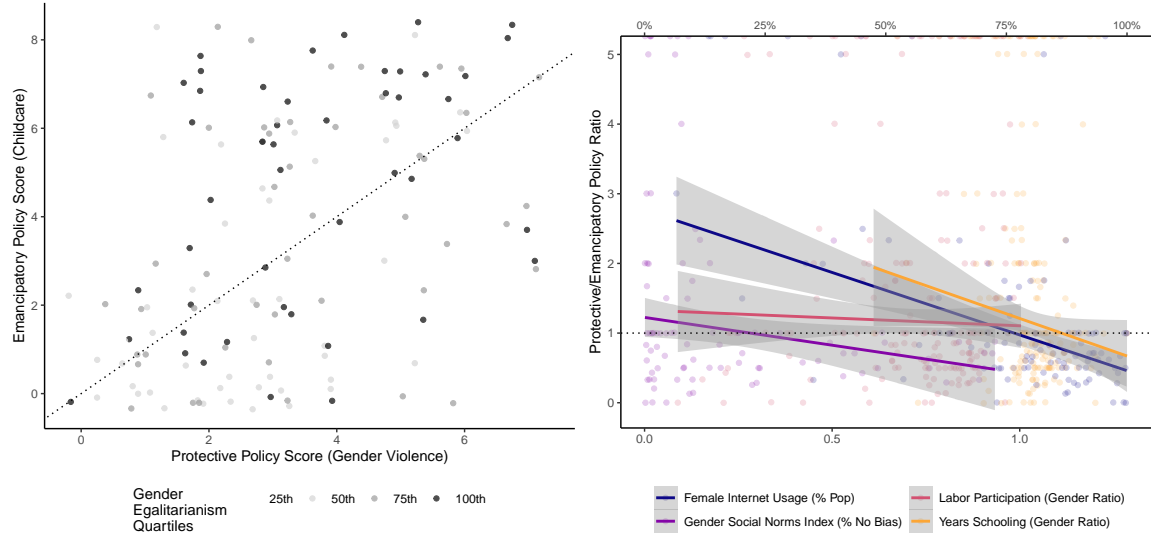 8
6
4
2
0
0
2
4
6
Emancipatory Policy Score (Childcare)
Protective Policy Score (Gender Violence)
Gender
Egalitarianism
Quartiles
25th
50th
75th
100th
0%
25%
50%
75%
100%
5
4
3
2
1
0
0.0
0.5
1.0
Protective/Emancipatory Policy Ratio
Female Internet Usage (% Pop)
Labor Participation (Gender Ratio)
Gender Social Norms Index (% No Bias)
Years Schooling (Gender Ratio)